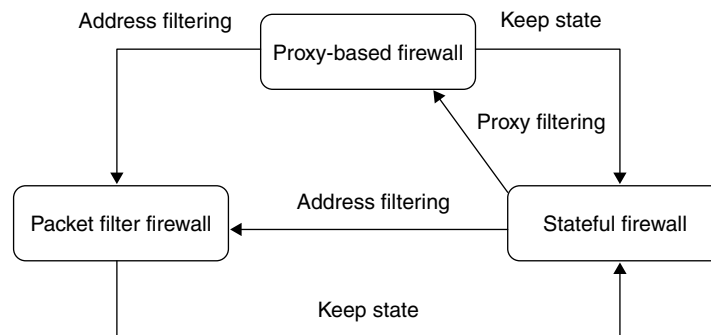 Address filtering
Keep state
Proxy-based firewall
Proxy filtering
Packet filter firewall
Address filtering
Stateful firewall
Keep state